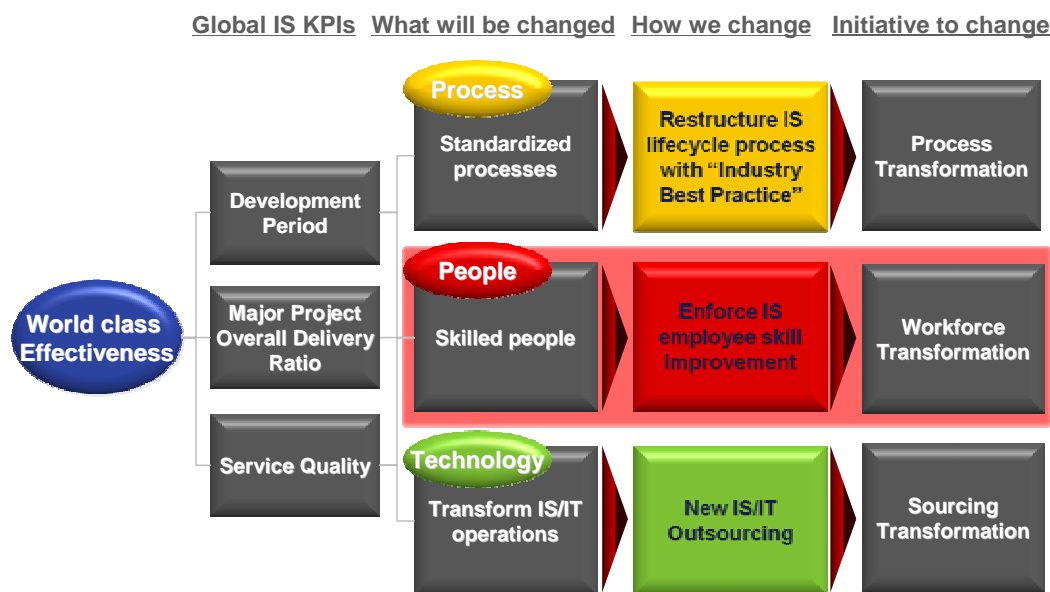 Global IS KPIs
What will be changed
How we change
Initiative to change
World class
Effectiveness
Development
Period
Major Project
Overall Delivery
Ratio
Service Quality
Process
Standardized
processes
Restructure IS
lifecycle process
with “Industry
Best Practice”
Process
Transformation
People
Skilled people
Enforce IS
employee skill
improvement
Workforce
Transformation
Technology
Transform IS/IT
operations
New IS/IT
Outsourcing
Sourcing
Transformation